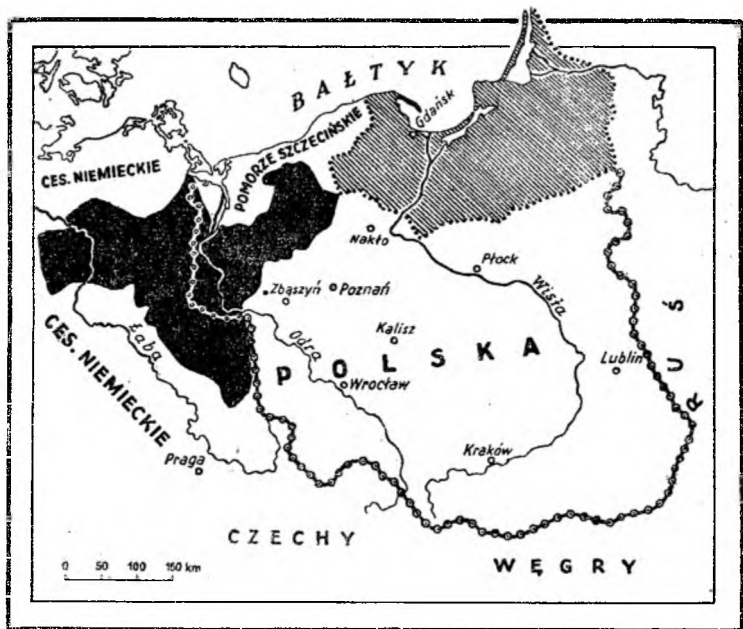 BAŁTYK
Gdańsk
POMORZE SZCZECIŃSKIE
CES. NIEMIECKIE
Nakło
Płock
Wisła
Zbąszyń
Poznań
Kalisz
Odra
Łaba
CES. NIEMIECKIE
POLSKA
Wrocław
Lublin
RUŚ
Praga
Kraków
CZECHY
WĘGRY
0 50 100 150 km